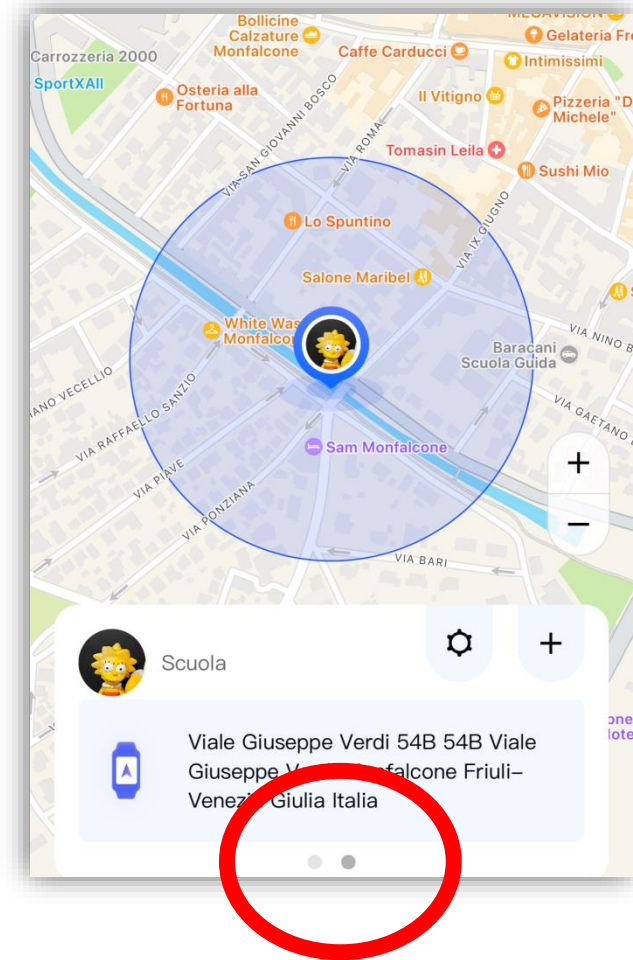 Bollicine
Calzature
Monfalcone
Carrozzeria 2000
Caffe Carducci
Gelateria Fr
Intimissimi
SportXAll
Osteria alla
Fortuna
Il Vitigno
Pizzeria "D
Michele"
VIA SAN GIOVANNI BOSCO
VIA ROMA
Tomasin Leila
Sushi Mio
VIA IX GIUGNO
Lo Spuntino
Salone Maribel
White Was
Monfalco
VIA NINO B
Baracani
Scuola Guida
ANO VECELLIO
VIA RAFFAELLO SANZIO
VIA GAETANO
Sam Monfalcone
+
VIA PIAVE
VIA PONZIANA
−
VIA BARI
Scuola
+
Viale Giuseppe Verdi 54B 54B Viale
Giuseppe Monfalcone Friuli–
Venezia Giulia Italia